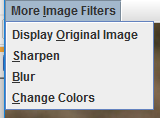 More Image Filters
Display Original Image
Sharpen
Blur
Change Colors